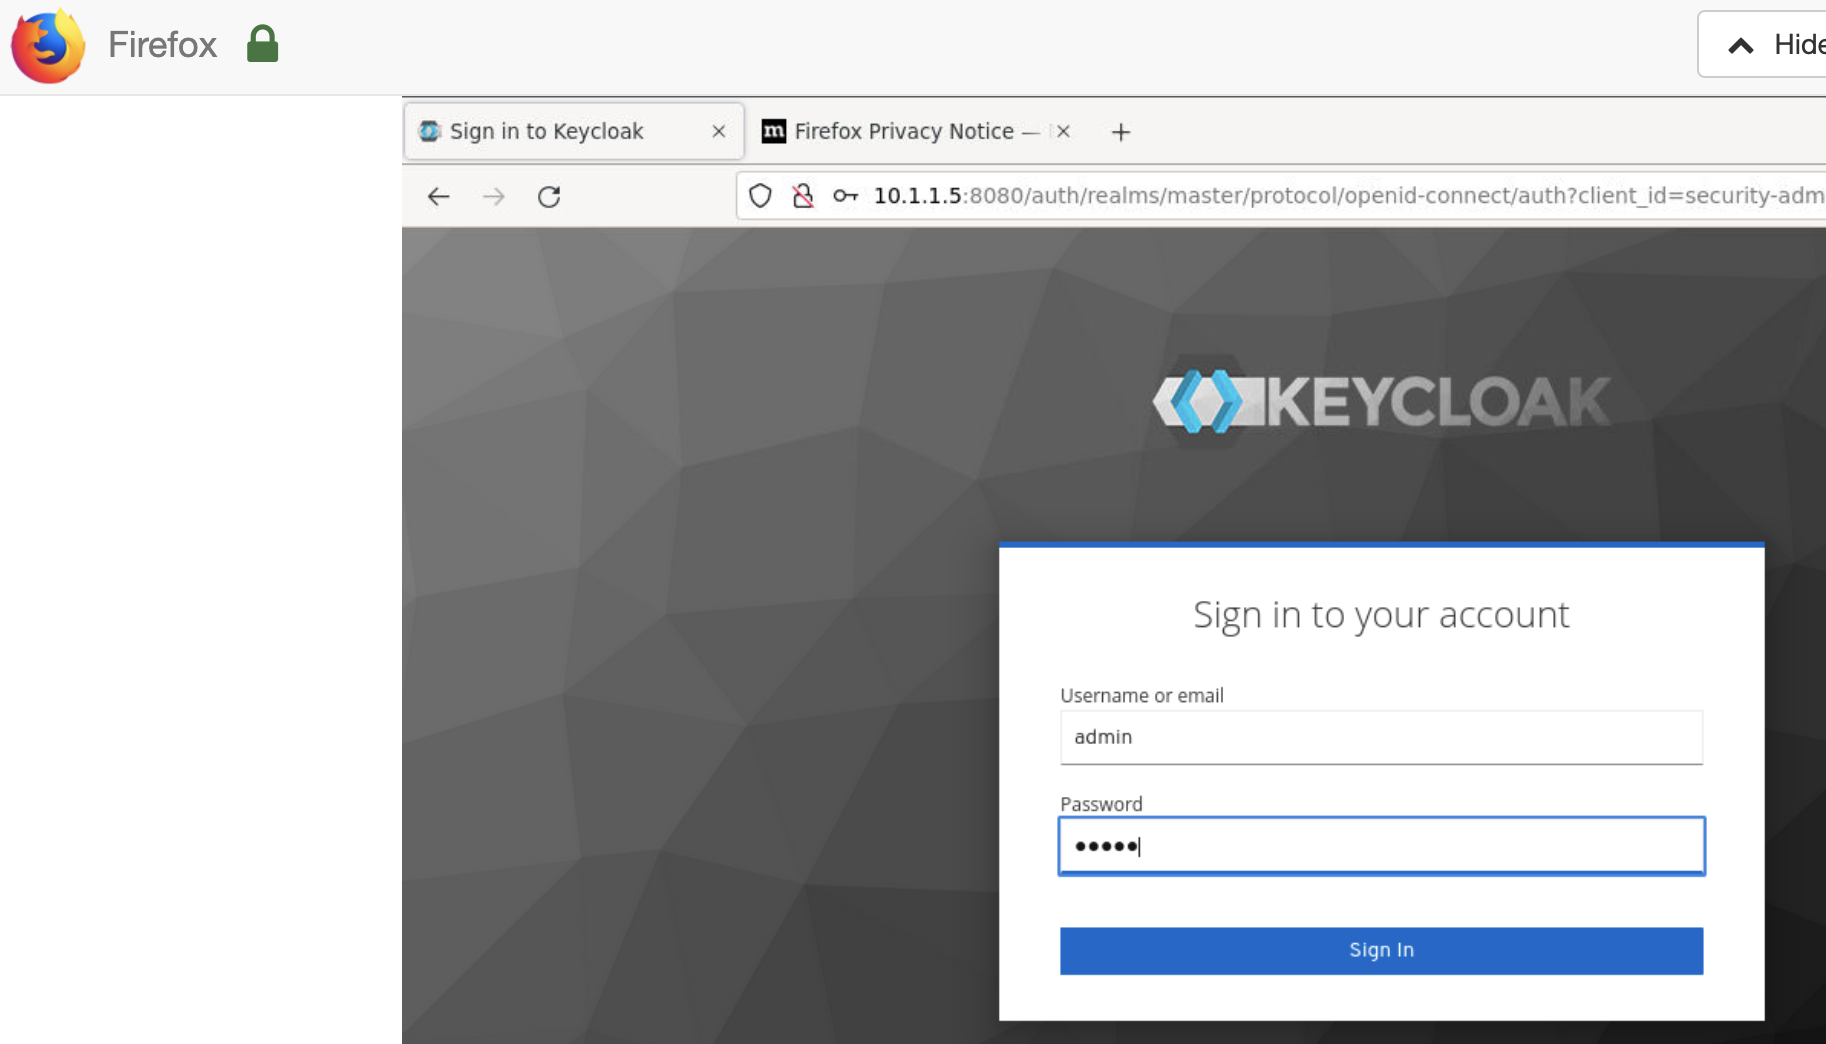 Firefox
Hide
Sign in to Keycloak
m Firefox Privacy Notice —
10.1.1.5:8080/auth/realms/master/protocol/openid-connect/auth?client_id=security-adm
KEYCLOAK
Sign in to your account
Username or email
admin
Password
Sign In